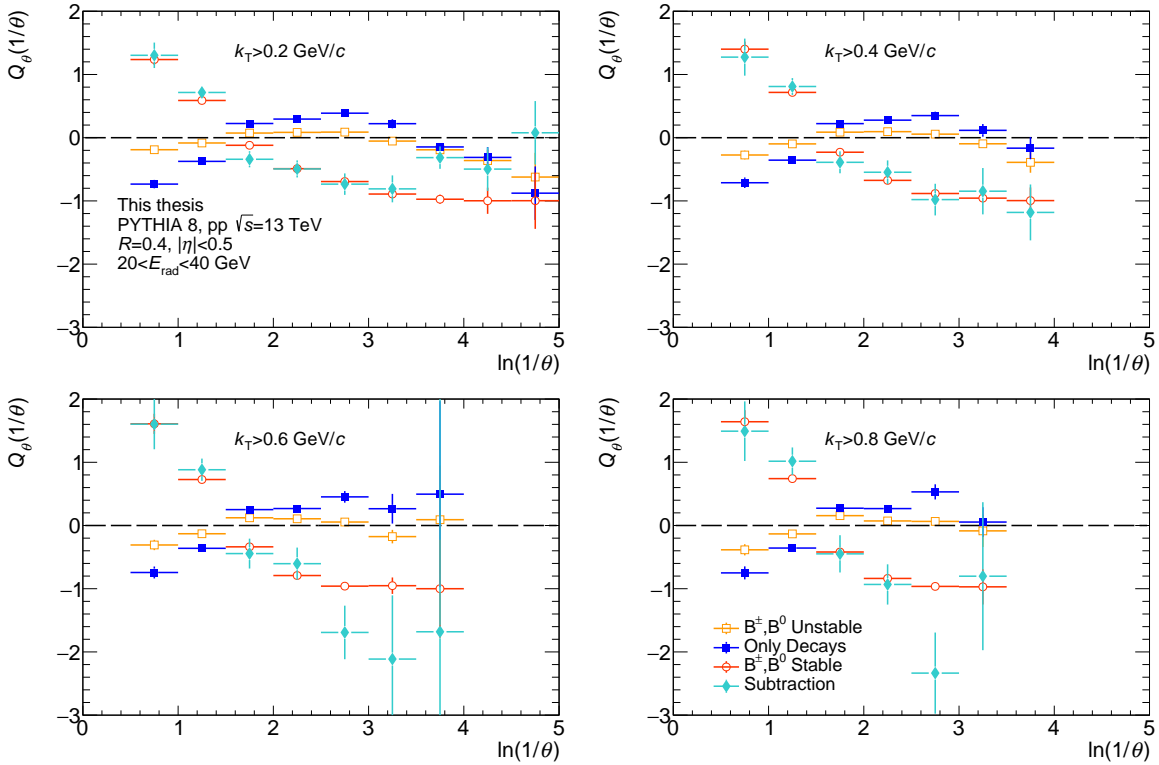 k_T>0.2 GeV/c
Q_θ(1/θ)
2
1
0
−1
−2
−3
This thesis
PYTHIA 8, pp √s=13 TeV
R=0.4, |η|<0.5
20<E_rad<40 GeV
0 1 2 3 4 5
ln(1/θ)
k_T>0.4 GeV/c
Q_θ(1/θ)
2
1
0
−1
−2
−3
0 1 2 3 4 5
ln(1/θ)
k_T>0.6 GeV/c
Q_θ(1/θ)
2
1
0
−1
−2
−3
0 1 2 3 4 5
ln(1/θ)
k_T>0.8 GeV/c
Q_θ(1/θ)
2
1
0
−1
−2
−3
B^±,B^0 Unstable
Only Decays
B^±,B^0 Stable
Subtraction
0 1 2 3 4 5
ln(1/θ)